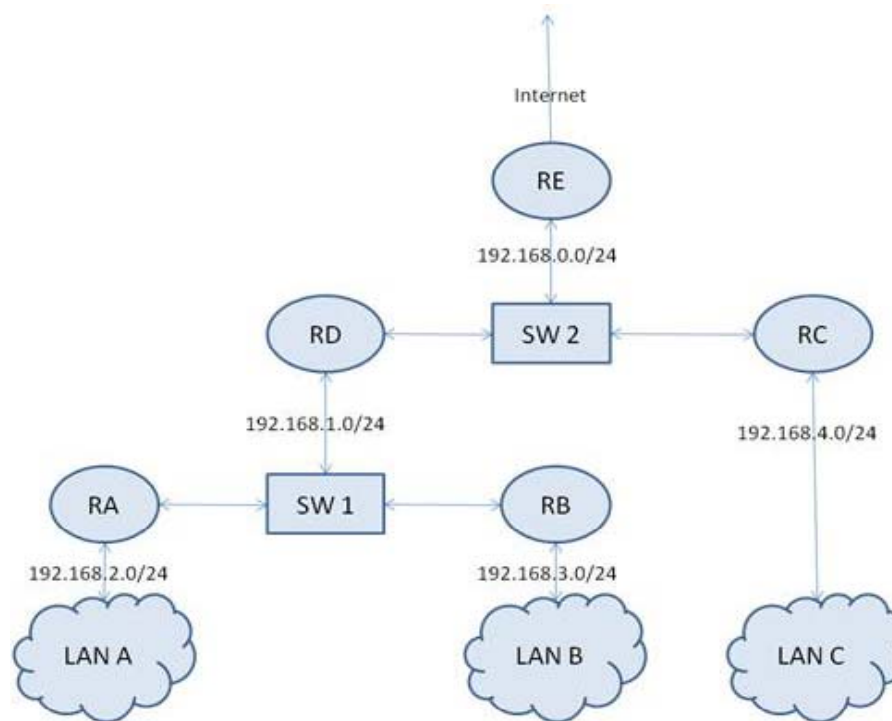 Internet
RE
192.168.0.0/24
RD
SW 2
RC
192.168.1.0/24
192.168.4.0/24
RA
SW 1
RB
192.168.2.0/24
192.168.3.0/24
LAN A
LAN B
LAN C